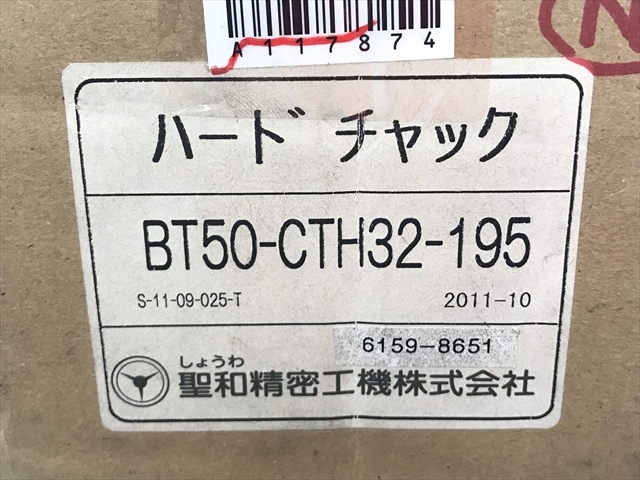 A117874
N
ハード チャック
BT50-CTH32-195
S-11-09-025-T 2011-10
6159-8651
しょうわ
聖和精密工機株式会社